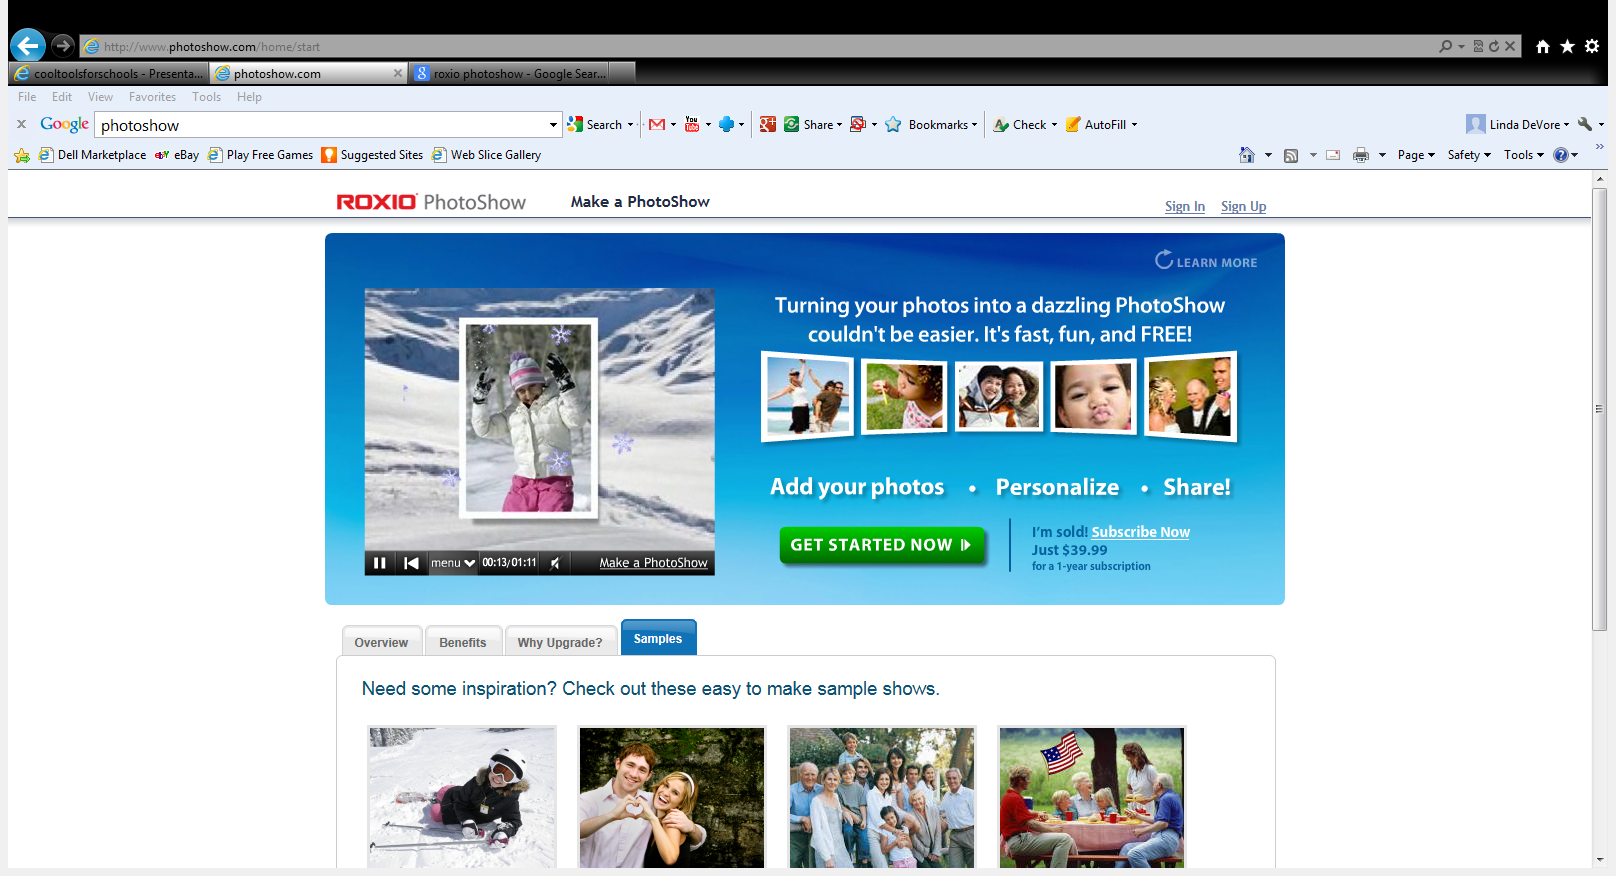 http://www.photoshow.com/home/start
cooltoolsforschools - Presenta...
photoshow.com
roxio photoshow - Google Sear...
File Edit View Favorites Tools Help
x Google photoshow Search Share Bookmarks Check AutoFill Linda DeVore
Dell Marketplace eBay Play Free Games Suggested Sites Web Slice Gallery Page Safety Tools
ROXIO PhotoShow Make a PhotoShow Sign In Sign Up
LEARN MORE
Turning your photos into a dazzling PhotoShow
couldn't be easier. It's fast, fun, and FREE!
Add your photos • Personalize • Share!
GET STARTED NOW
I'm sold! Subscribe Now
Just $39.99
for a 1-year subscription
menu 00:13/01:11 Make a PhotoShow
Overview Benefits Why Upgrade? Samples
Need some inspiration? Check out these easy to make sample shows.